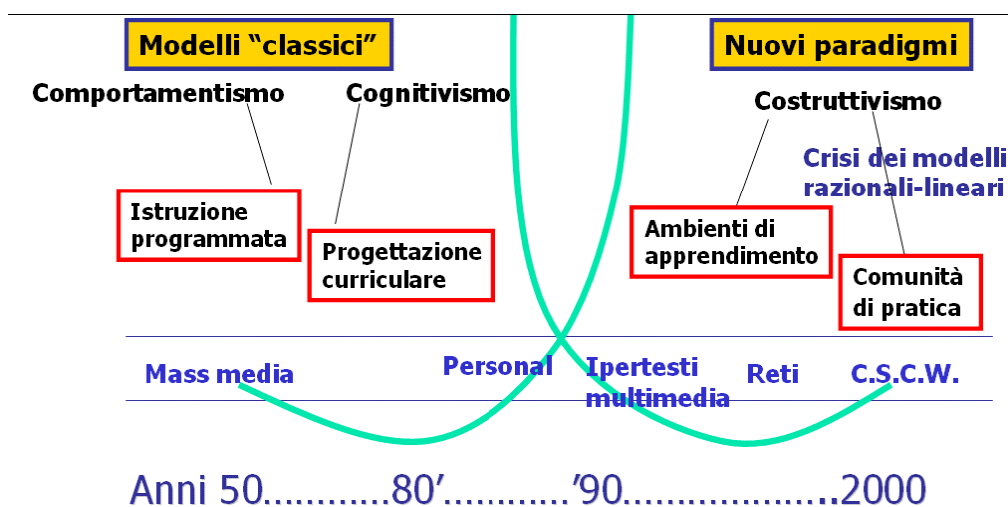 Modelli “classici”
Nuovi paradigmi
Comportamentismo
Cognitivismo
Costruttivismo
Crisi dei modelli
razionali-lineari
Istruzione
programmata
Progettazione
curriculare
Ambienti di
apprendimento
Comunità
di pratica
Mass media
Personal
Ipertesti
multimedia
Reti
C.S.C.W.
Anni 50............80’............’90....................2000